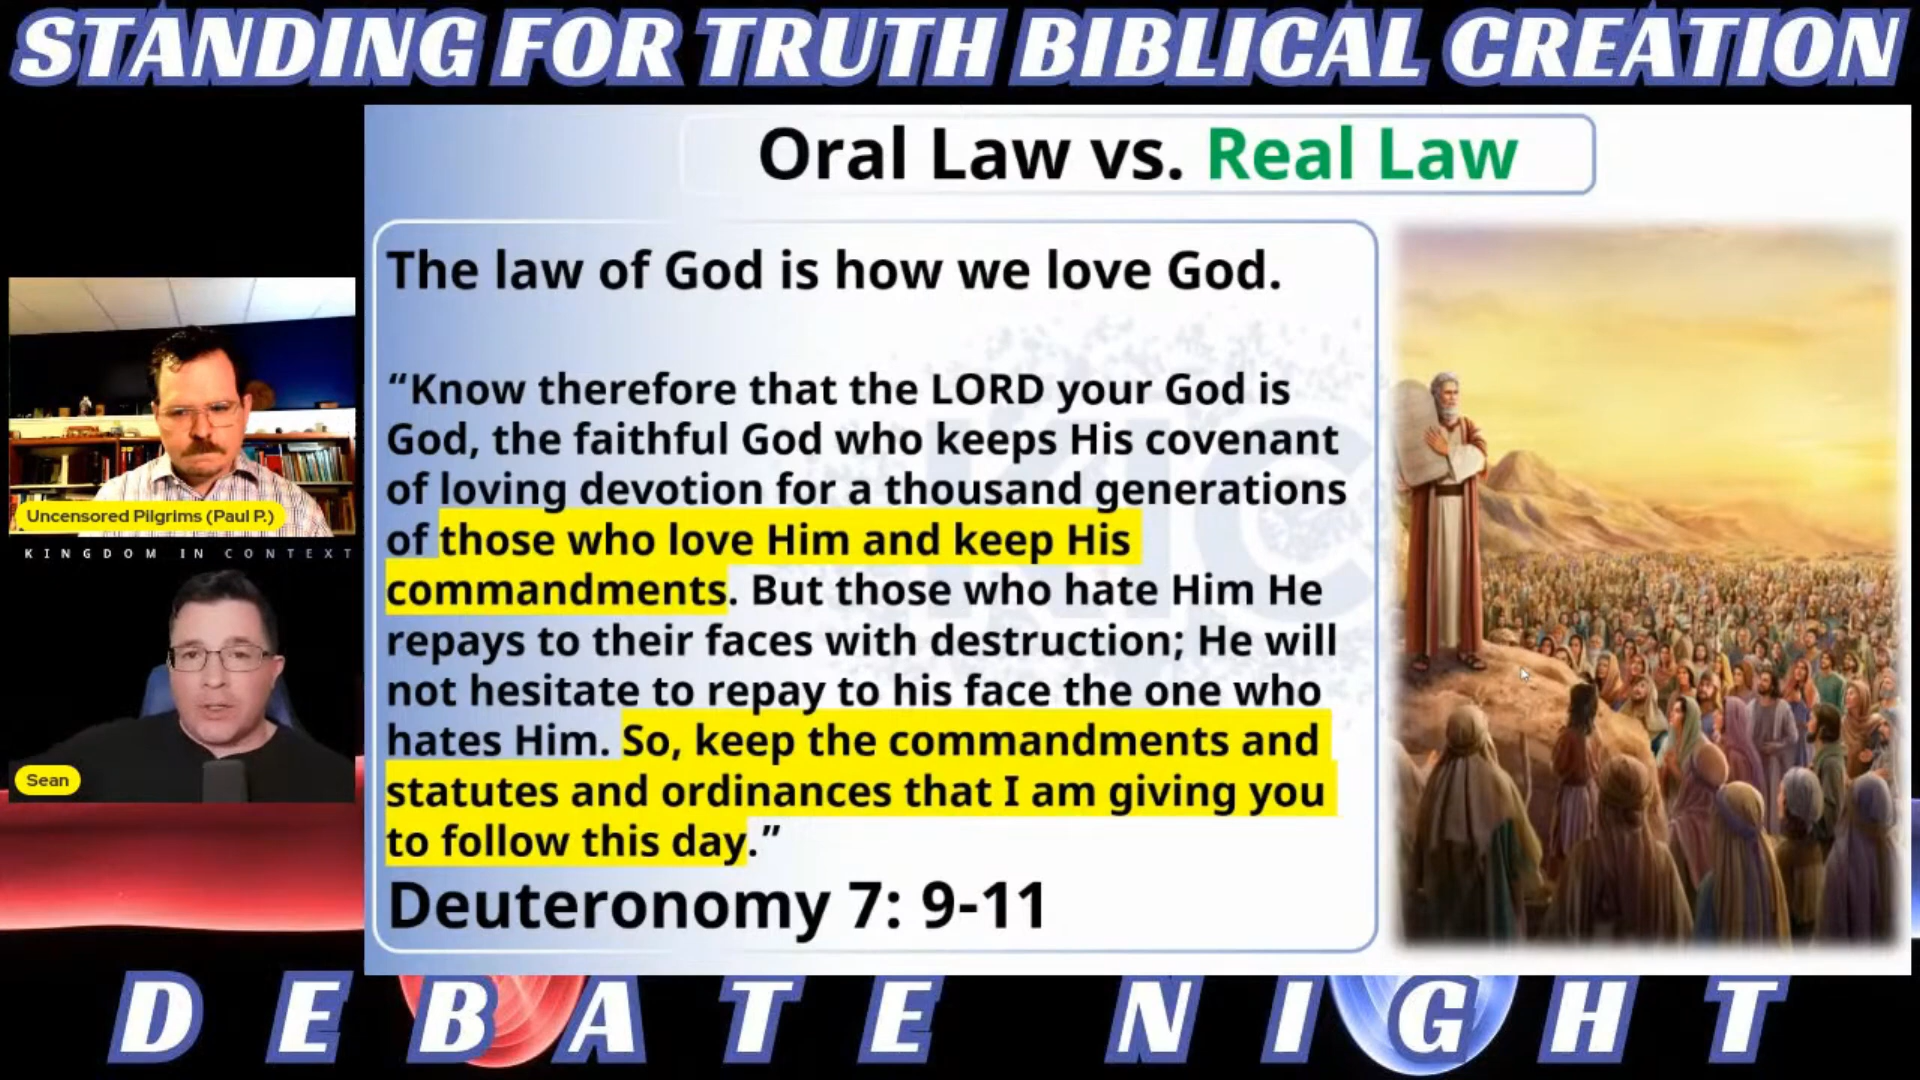 STANDING FOR TRUTH BIBLICAL CREATION
Oral Law vs. Real Law
The law of God is how we love God.
“Know therefore that the LORD your God is
God, the faithful God who keeps His covenant
of loving devotion for a thousand generations
of those who love Him and keep His
commandments. But those who hate Him He
repays to their faces with destruction; He will
not hesitate to repay to his face the one who
hates Him. So, keep the commandments and
statutes and ordinances that I am giving you
to follow this day.”
Deuteronomy 7: 9-11
Uncensored Pilgrims (Paul P.)
KINGDOM IN CONTEXT
Sean
DEBATE NIGHT